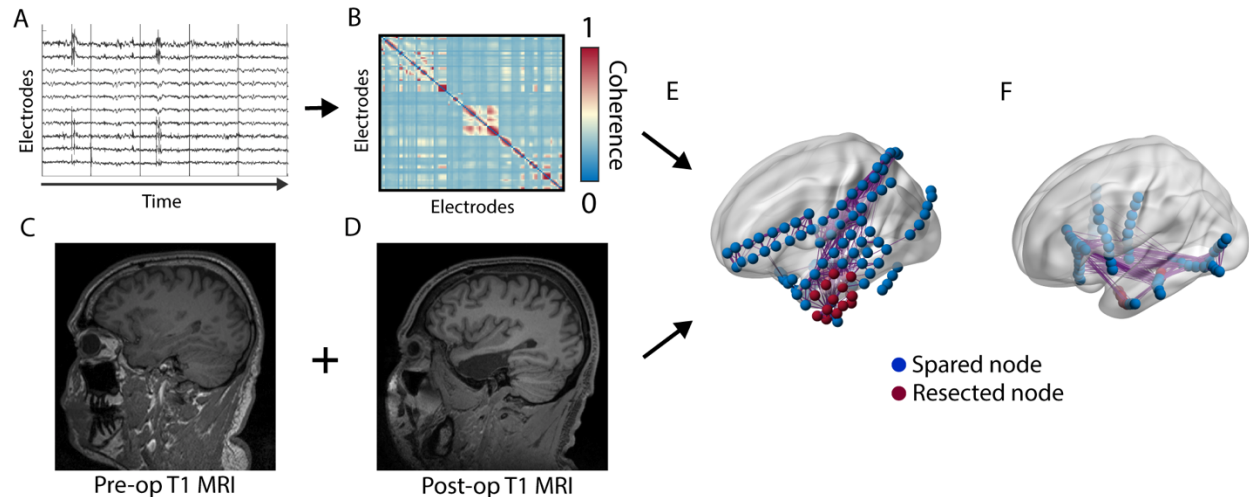 A
Electrodes
Time
B
Electrodes
Electrodes
1
Coherence
0
C
Pre-op T1 MRI
+
D
Post-op T1 MRI
E
F
Spared node
Resected node